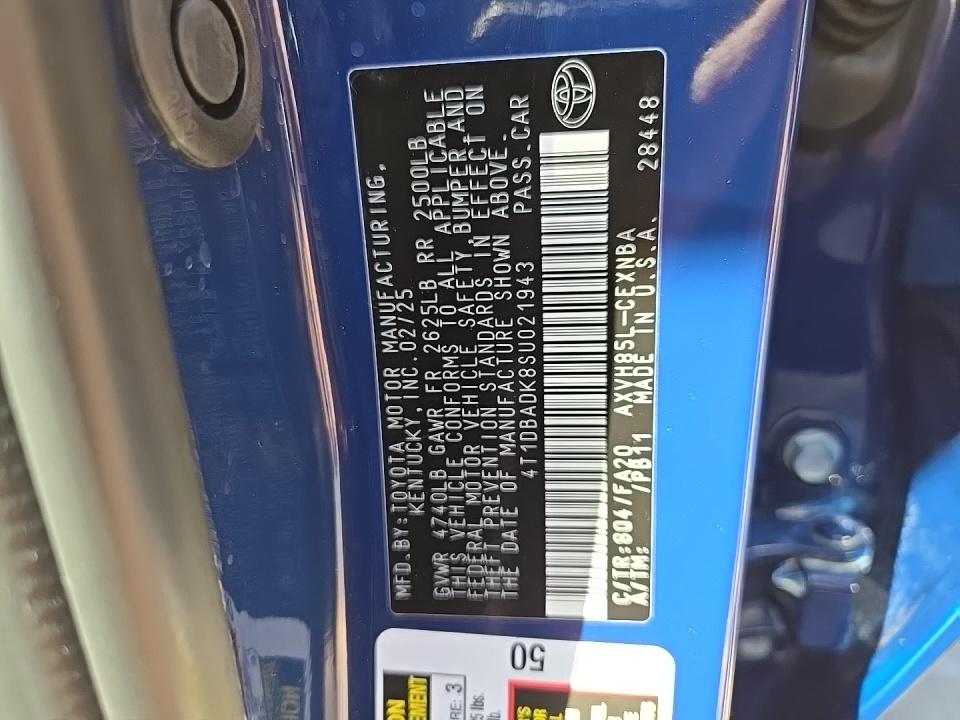 MFD.BY:TOYOTA MOTOR MANUFACTURING,
KENTUCKY, INC. 02/25
GVWR 4740LB GAWR FR 2625LB RR 2500LB
THIS VEHICLE CONFORMS TO ALL APPLICABLE
FEDERAL MOTOR VEHICLE SAFETY, BUMPER, AND
THEFT PREVENTION STANDARDS IN EFFECT ON
THE DATE OF MANUFACTURE SHOWN ABOVE.
4T1DBADK8SU021943 PASS.CAR
C/TR:8O4/FA20 AXVH85L-CEXNBA
A/TM: /PB11 MADE IN U.S.A. 28448
50